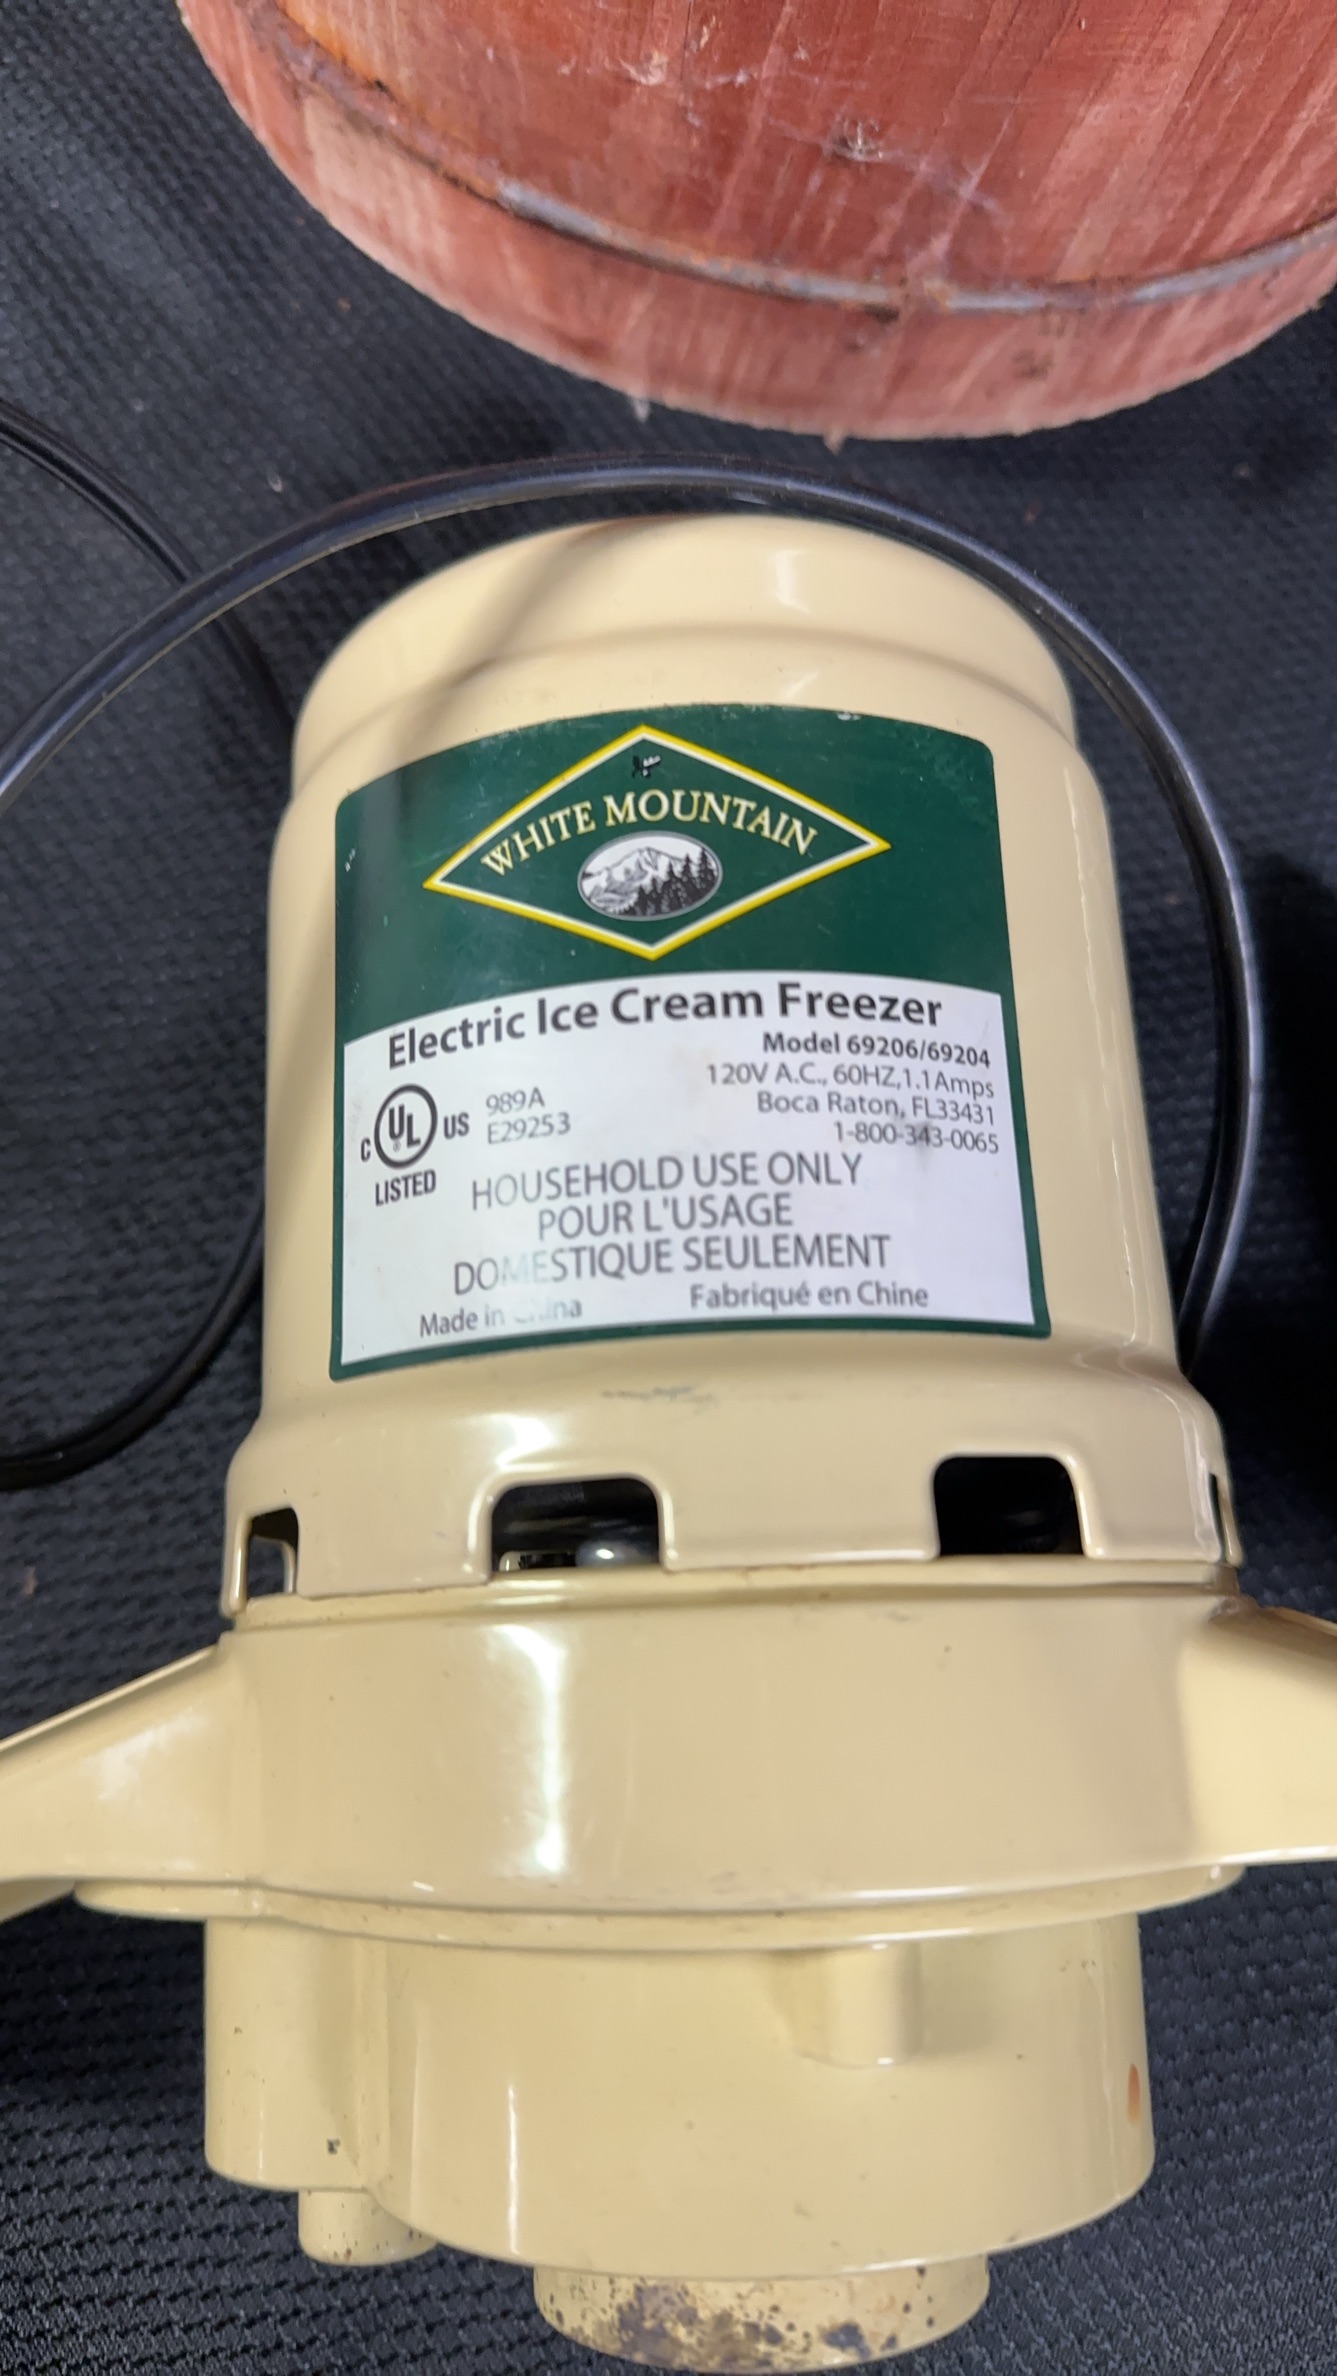 WHITE MOUNTAIN
Electric Ice Cream Freezer
Model 69206/69204
120V A.C., 60HZ,1.1Amps
Boca Raton, FL33431
1-800-343-0065
C UL® US
LISTED
989A
E29253
HOUSEHOLD USE ONLY
POUR L'USAGE
DOMESTIQUE SEULEMENT
Made in China
Fabriqué en Chine